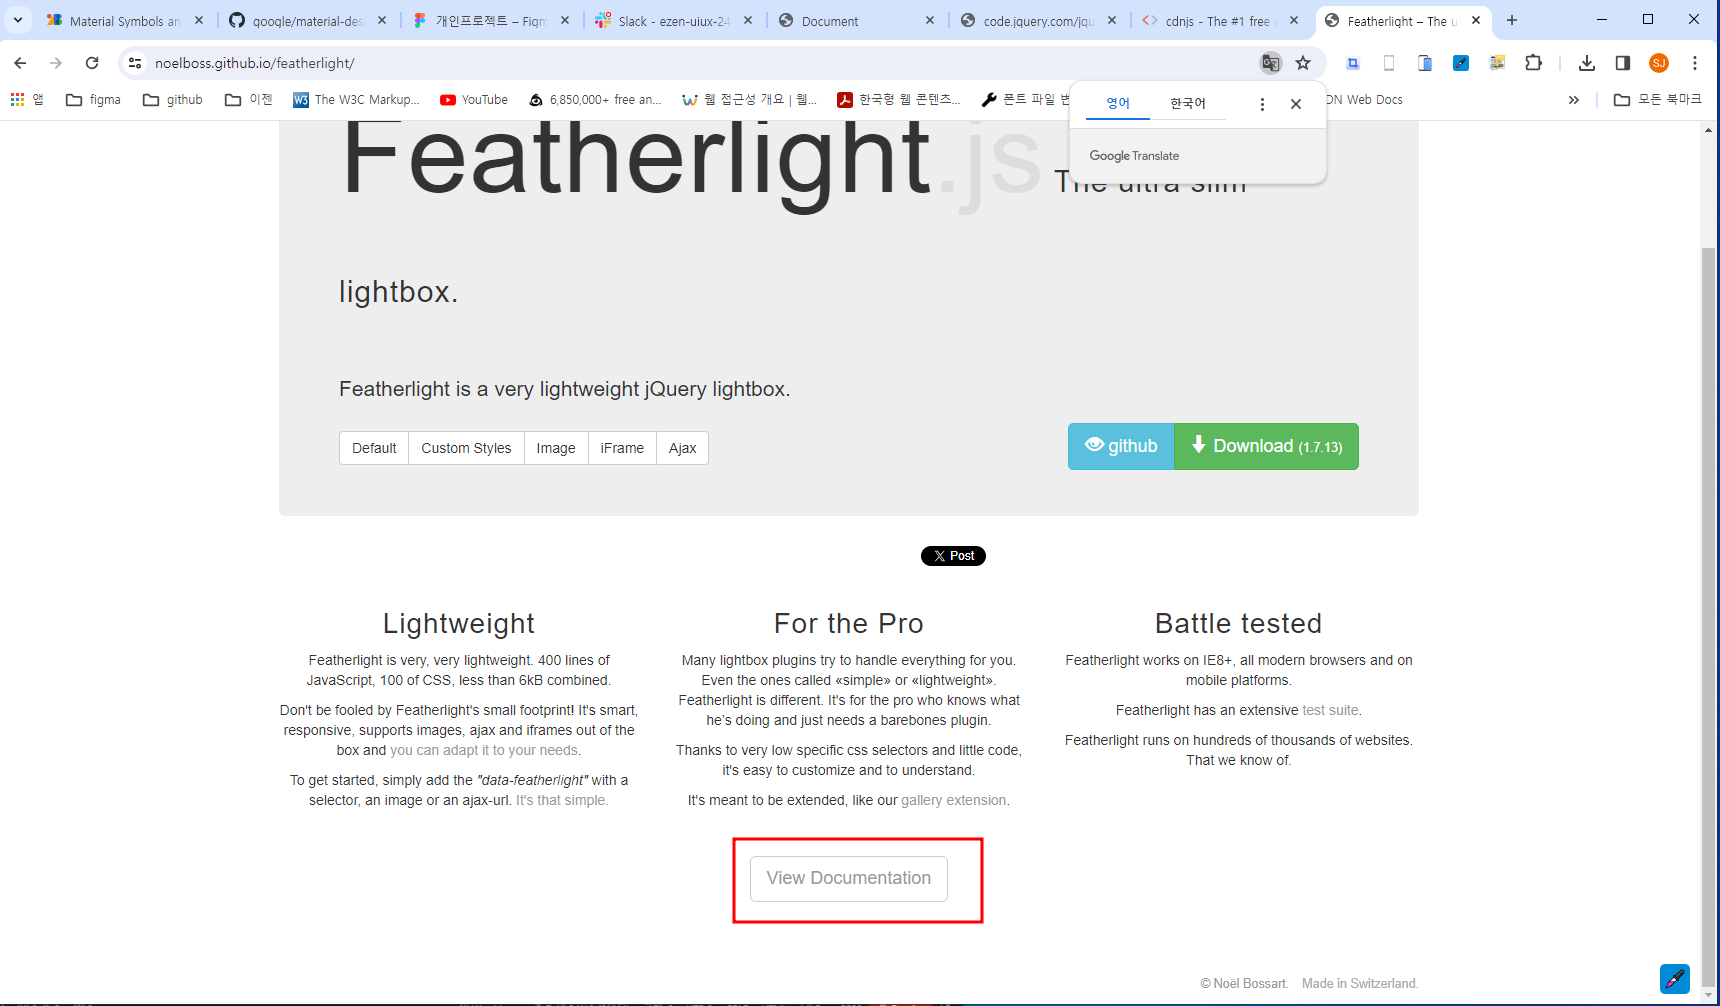 Material Symbols an
google/material-des
개인프로젝트 – Figm
Slack - ezen-uiux-24
Document
code.jquery.com/jqu
cdnjs - The #1 free
Featherlight – The u
noelboss.github.io/featherlight/
SJ
앱
figma
github
이젠
The W3C Markup...
YouTube
6,850,000+ free an...
웹 접근성 개요 | 웹...
한국형 웹 콘텐츠...
폰트 파일 변
DN Web Docs
모든 북마크
영어
한국어
Google Translate
Featherlight.js The ultra slim
lightbox.
Featherlight is a very lightweight jQuery lightbox.
Default
Custom Styles
Image
iFrame
Ajax
github
Download (1.7.13)
X Post
Lightweight
Featherlight is very, very lightweight. 400 lines of
JavaScript, 100 of CSS, less than 6kB combined.
Don't be fooled by Featherlight's small footprint! It's smart,
responsive, supports images, ajax and iframes out of the
box and you can adapt it to your needs.
To get started, simply add the "data-featherlight" with a
selector, an image or an ajax-url. It's that simple.
For the Pro
Many lightbox plugins try to handle everything for you.
Even the ones called «simple» or «lightweight».
Featherlight is different. It's for the pro who knows what
he's doing and just needs a barebones plugin.
Thanks to very low specific css selectors and little code,
it's easy to customize and to understand.
It's meant to be extended, like our gallery extension.
Battle tested
Featherlight works on IE8+, all modern browsers and on
mobile platforms.
Featherlight has an extensive test suite.
Featherlight runs on hundreds of thousands of websites.
That we know of.
View Documentation
© Noël Bossart. Made in Switzerland.